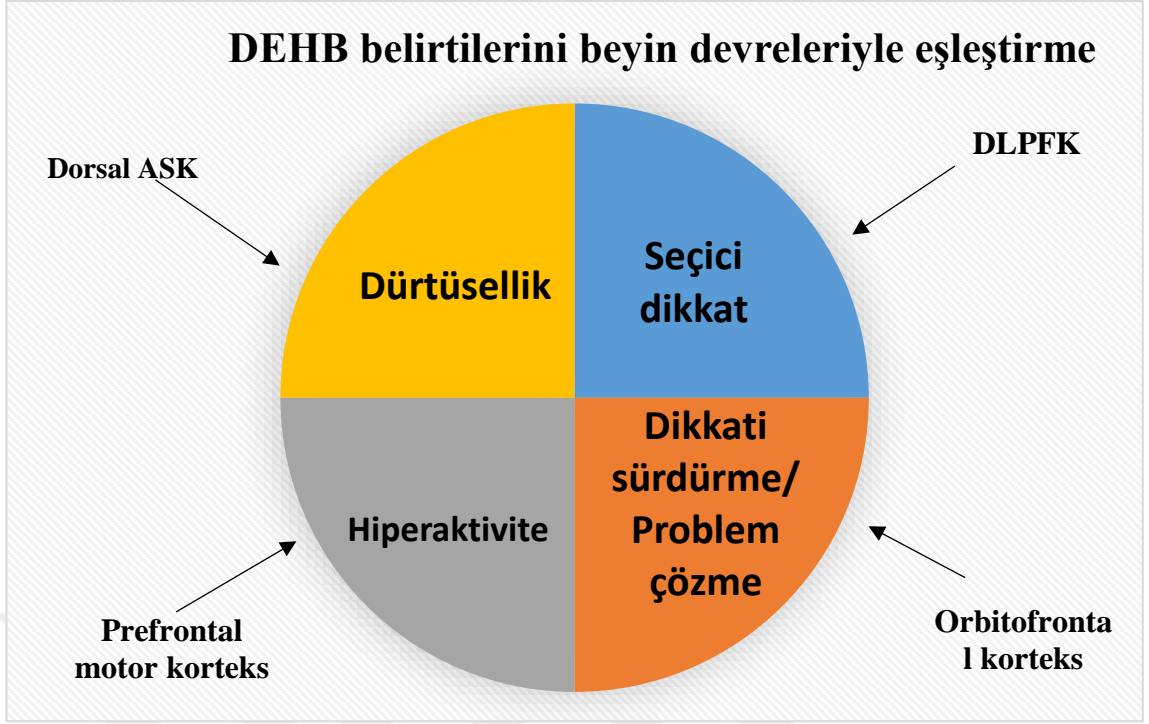 DEHB belirtilerini beyin devreleriyle eşleştirme
Dorsal ASK
DLPFK
Dürtüsellik
Seçici
dikkat
Hiperaktivite
Dikkati
sürdürme/
Problem
çözme
Prefrontal
motor korteks
Orbitofronta
l korteks